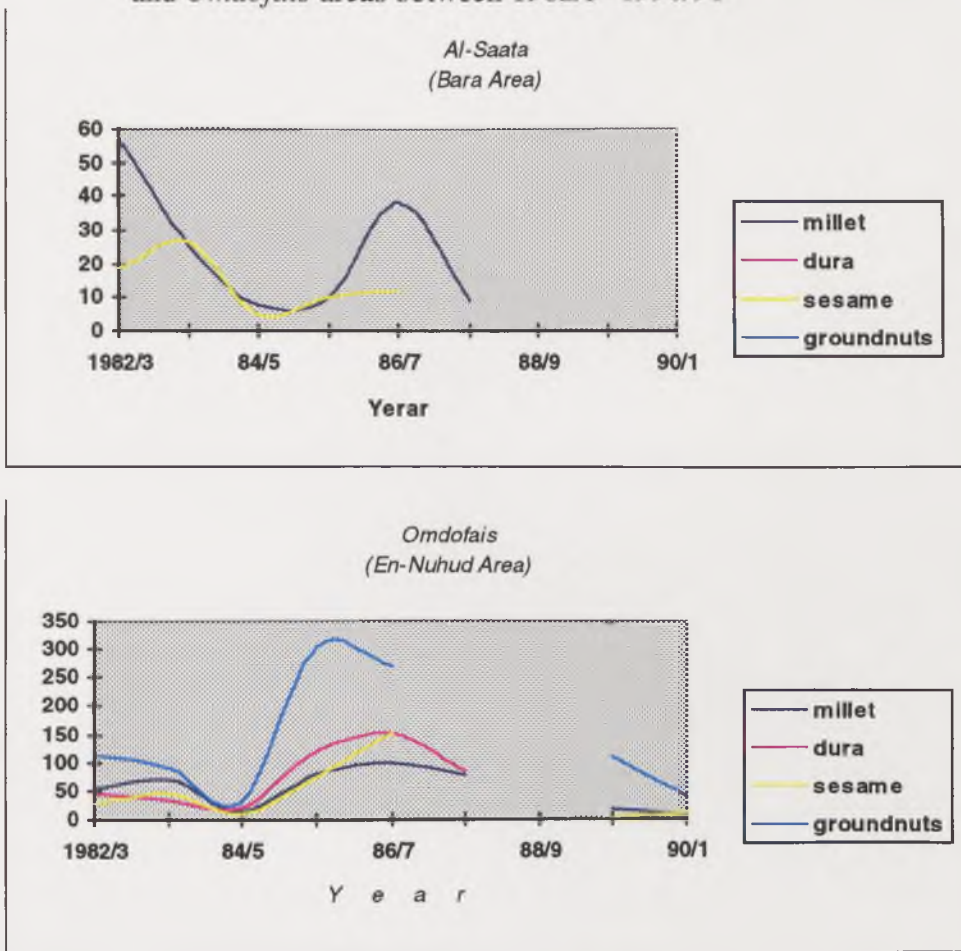 Al-Saata
(Bara Area)
60
50
40
30
20
10
0
1982/3 84/5 86/7 88/9 90/1
Yerar
millet
dura
sesame
groundnuts
Omdofais
(En-Nuhud Area)
350
300
250
200
150
100
50
0
1982/3 84/5 86/7 88/9 90/1
Y e a r
millet
dura
sesame
groundnuts